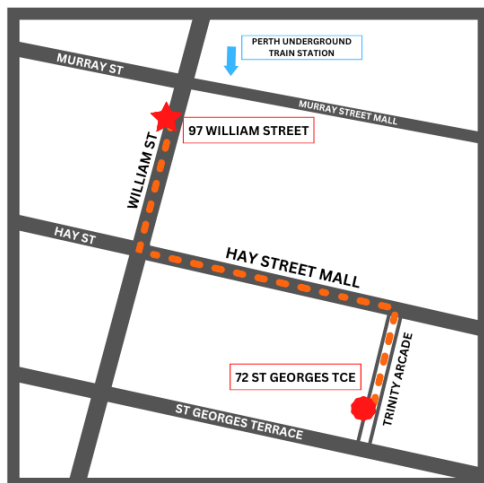 PERTH UNDERGROUND
TRAIN STATION
MURRAY ST
MURRAY STREET MALL
97 WILLIAM STREET
WILLIAM ST
HAY ST
HAY STREET MALL
72 ST GEORGES TCE
TRINITY ARCADE
ST GEORGES TERRACE